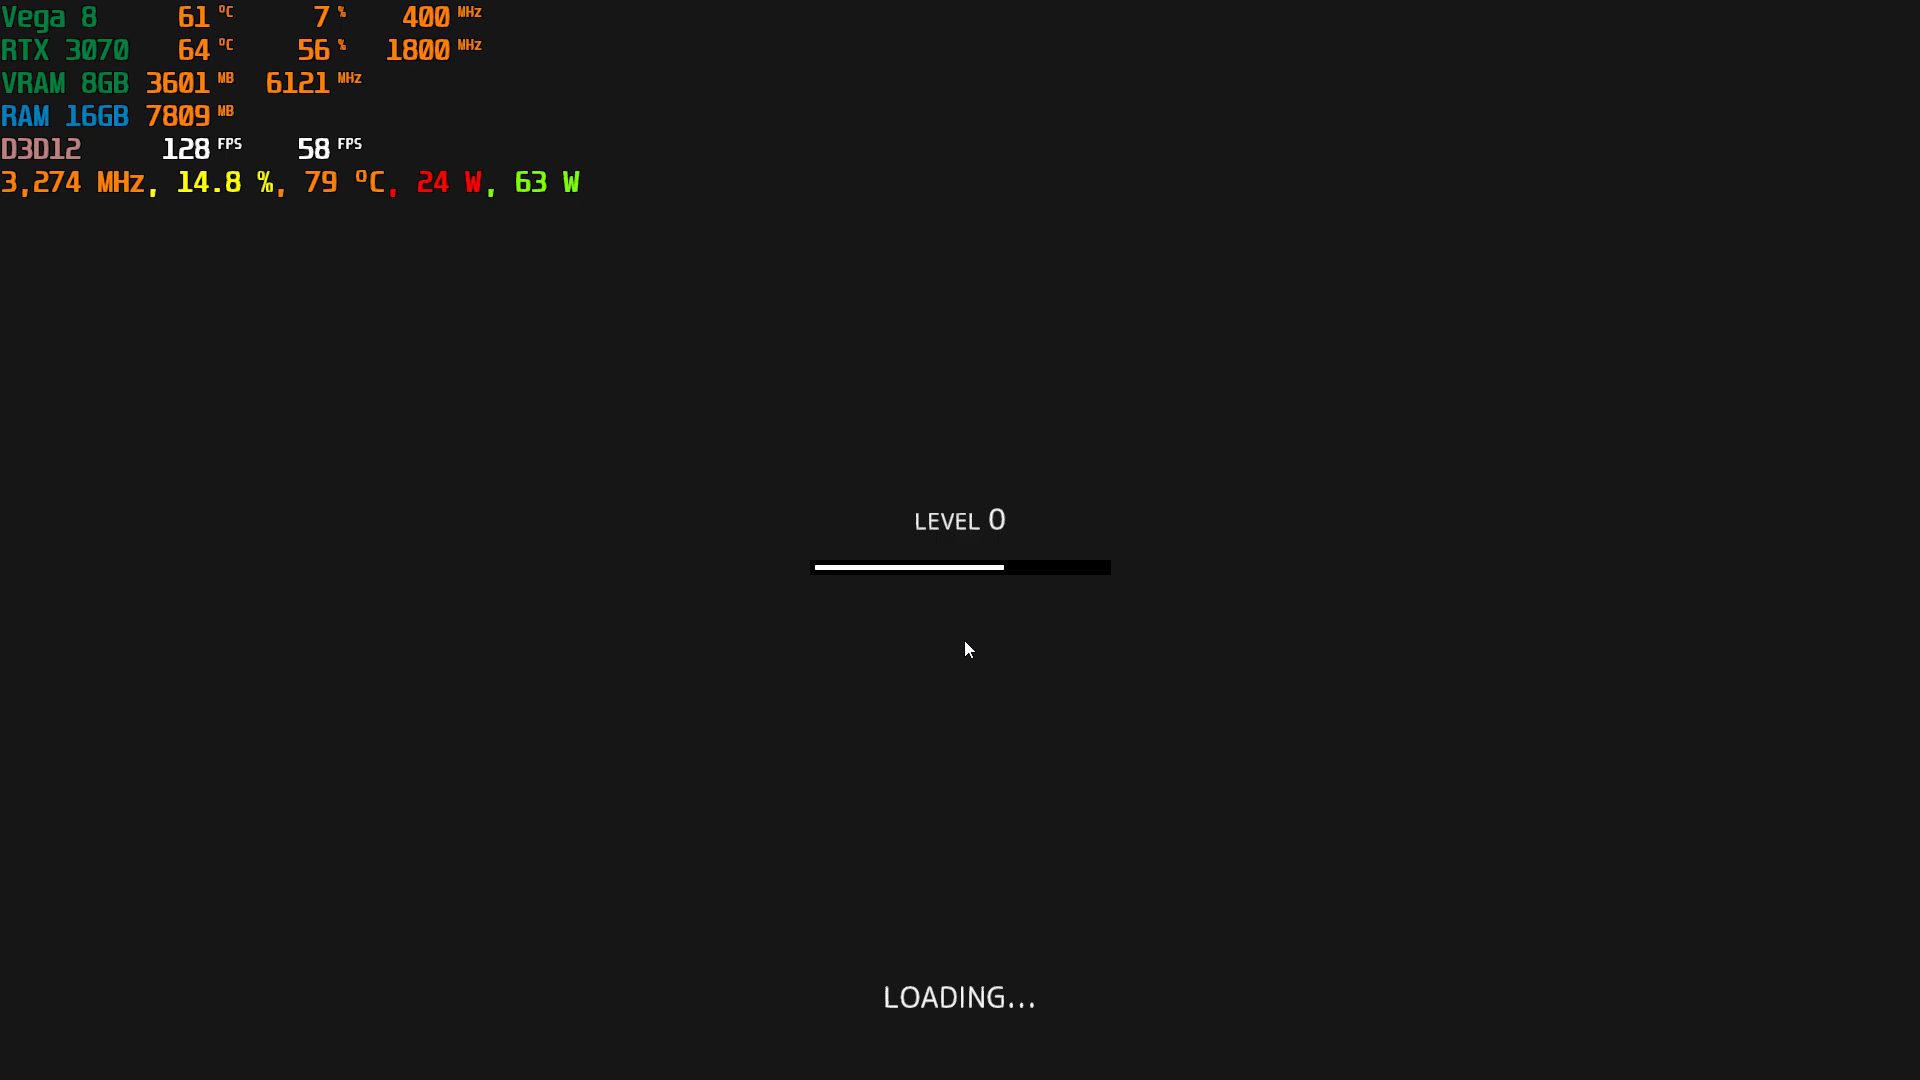 Vega 8 61 °C 7 % 400 MHz
RTX 3070 64 °C 56 % 1800 MHz
VRAM 8GB 3601 MB 6121 MHz
RAM 16GB 7809 MB
D3D12 128 FPS 58 FPS
3,274 MHz, 14.8 %, 79 °C, 24 W, 63 W
LEVEL 0
LOADING...